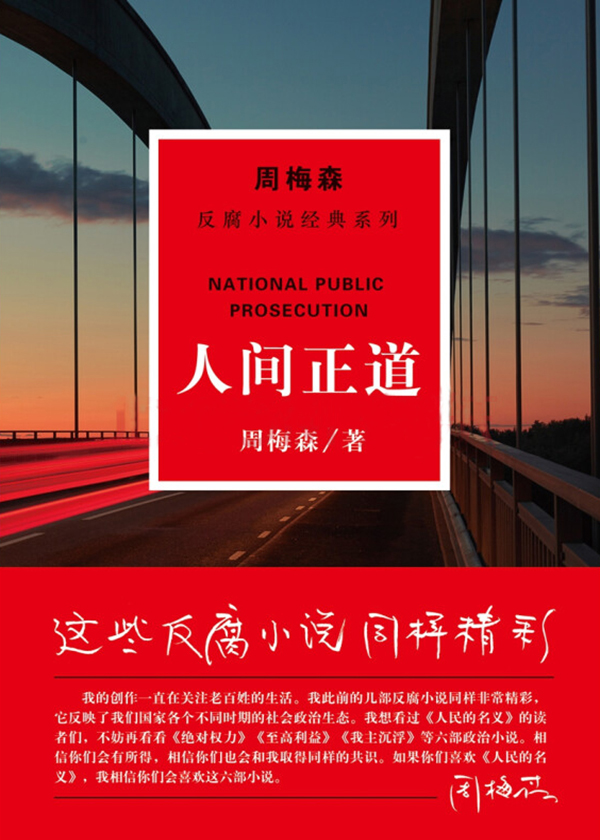 周梅森
反腐小说经典系列
NATIONAL PUBLIC
PROSECUTION
人间正道
周梅森/著
这些反腐小说同样精彩
我的创作一直在关注老百姓的生活。我此前的几部反腐小说同样非常精彩，
它反映了我们国家各个不同时期的社会政治生态。我想看过《人民的名义》的读
者们，不妨再看看《绝对权力》《至高利益》《我主沉浮》等六部政治小说。相
信你们会有所得，相信你们也会和我取得同样的共识。如果你们喜欢《人民的名
义》，我相信你们会喜欢这六部小说。
周梅森